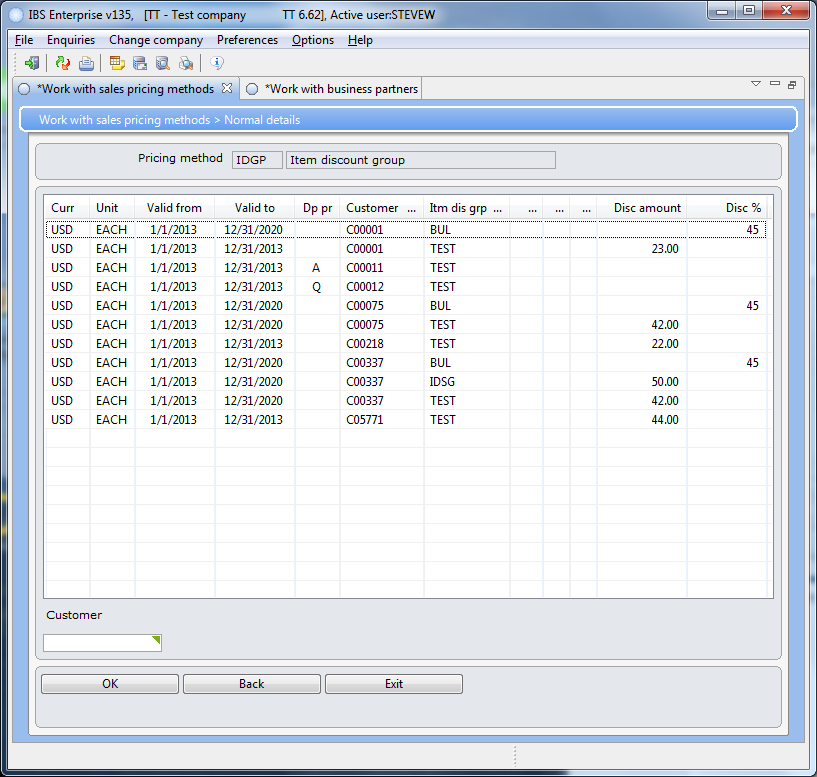 IBS Enterprise v135, [TT - Test company TT 6.62], Active user:STEVEW
File Enquiries Change company Preferences Options Help
*Work with sales pricing methods *Work with business partners
Work with sales pricing methods > Normal details
Pricing method IDGP Item discount group
Curr Unit Valid from Valid to Dp pr Customer ... Itm dis grp ... ... ... ... Disc amount Disc %
USD EACH 1/1/2013 12/31/2020 C00001 BUL 45
USD EACH 1/1/2013 12/31/2013 C00001 TEST 23.00
USD EACH 1/1/2013 12/31/2013 A C00011 TEST
USD EACH 1/1/2013 12/31/2013 Q C00012 TEST
USD EACH 1/1/2013 12/31/2020 C00075 BUL 45
USD EACH 1/1/2013 12/31/2020 C00075 TEST 42.00
USD EACH 1/1/2013 12/31/2013 C00218 TEST 22.00
USD EACH 1/1/2013 12/31/2020 C00337 BUL 45
USD EACH 1/1/2013 12/31/2020 C00337 IDSG 50.00
USD EACH 1/1/2013 12/31/2020 C00337 TEST 42.00
USD EACH 1/1/2013 12/31/2013 C05771 TEST 44.00
Customer
OK Back Exit